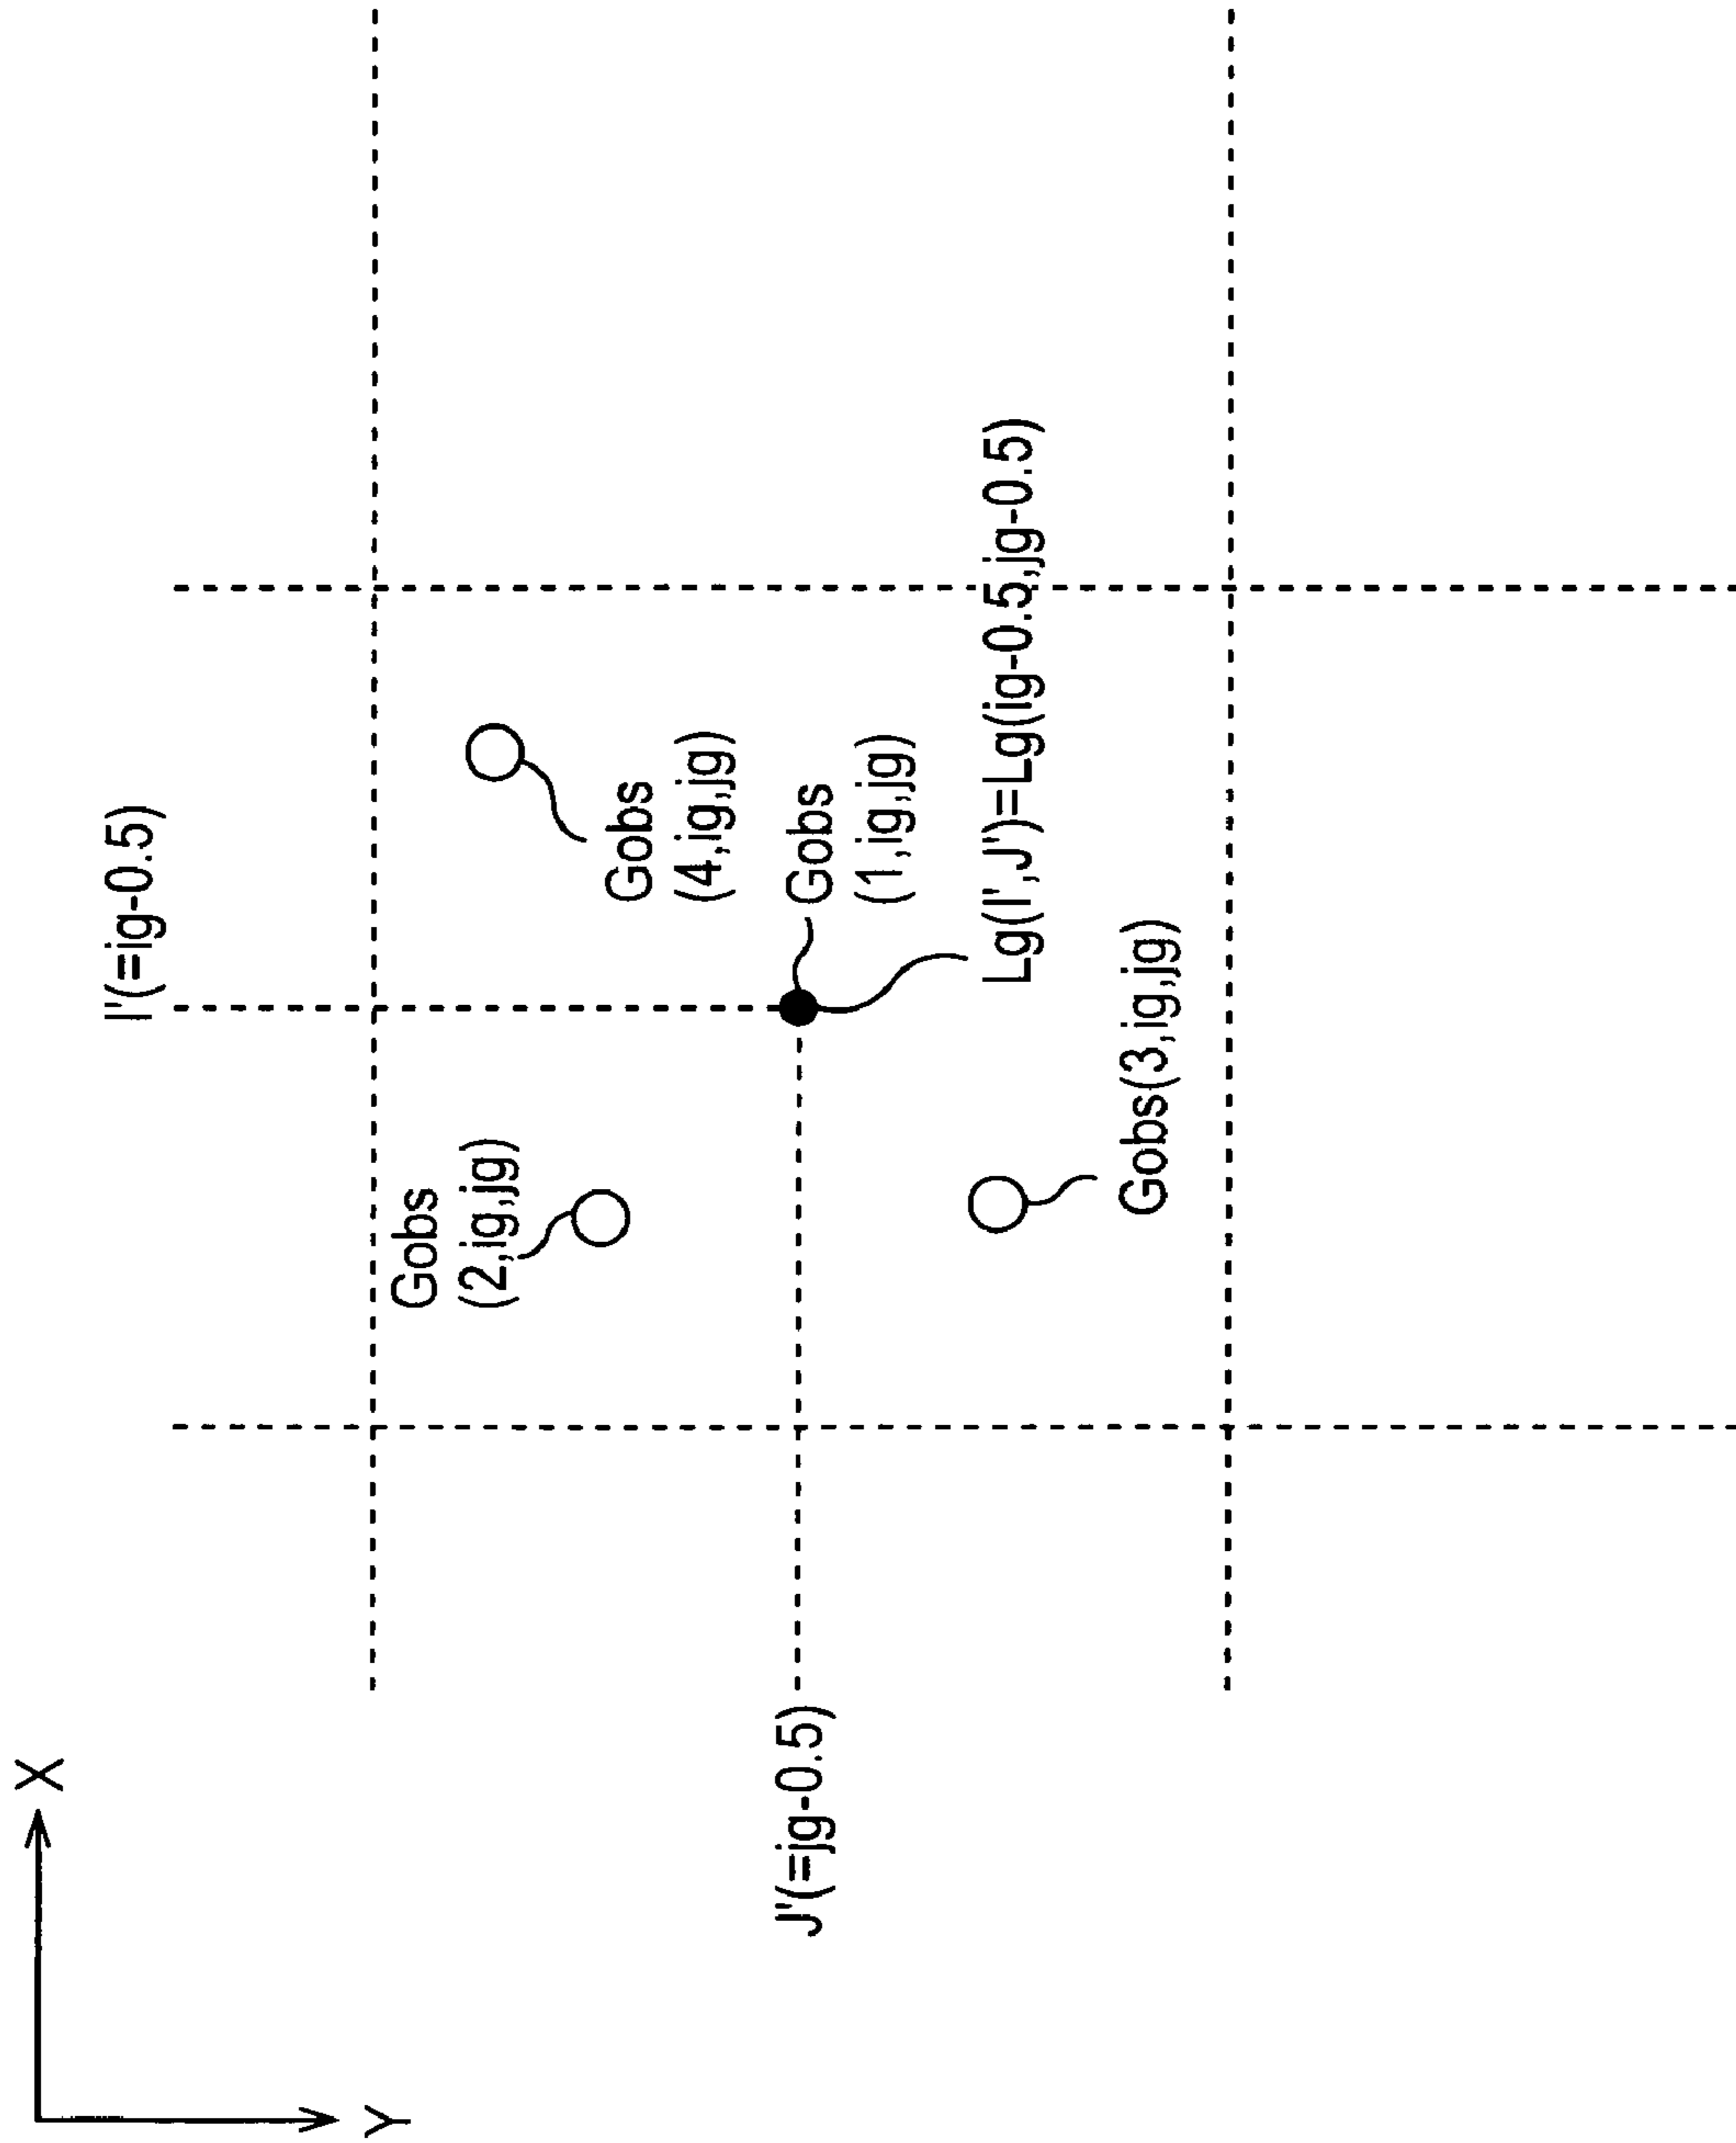 X
I'(=ig-0.5)
Y
Gobs
(2,ig,jg)
Gobs
(4,ig,jg)
J'(=jg-0.5)
Gobs
(1,ig,jg)
Lg(I',J')=Lg(ig-0.5,jg-0.5)
Gobs(3,ig,jg)